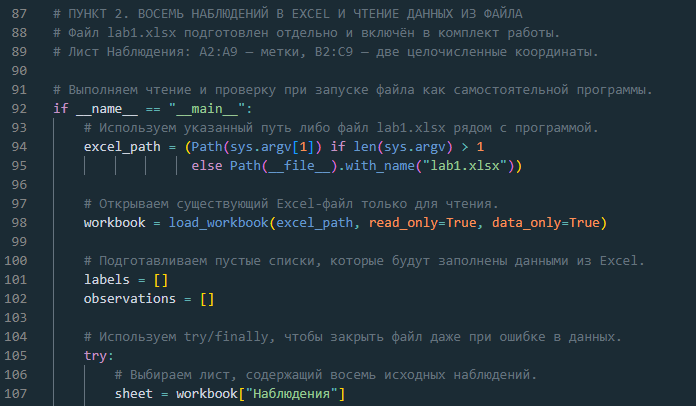 87 # ПУНКТ 2. ВОСЕМЬ НАБЛЮДЕНИЙ В EXCEL И ЧТЕНИЕ ДАННЫХ ИЗ ФАЙЛА
88 # Файл lab1.xlsx подготовлен отдельно и включён в комплект работы.
89 # Лист Наблюдения: A2:A9 — метки, B2:C9 — две целочисленные координаты.
90
91 # Выполняем чтение и проверку при запуске файла как самостоятельной программы.
92 if __name__ == "__main__":
93     # Используем указанный путь либо файл lab1.xlsx рядом с программой.
94     excel_path = (Path(sys.argv[1]) if len(sys.argv) > 1
95                   else Path(__file__).with_name("lab1.xlsx"))
96
97     # Открываем существующий Excel-файл только для чтения.
98     workbook = load_workbook(excel_path, read_only=True, data_only=True)
99
100     # Подготавливаем пустые списки, которые будут заполнены данными из Excel.
101     labels = []
102     observations = []
103
104     # Используем try/finally, чтобы закрыть файл даже при ошибке в данных.
105     try:
106         # Выбираем лист, содержащий восемь исходных наблюдений.
107         sheet = workbook["Наблюдения"]